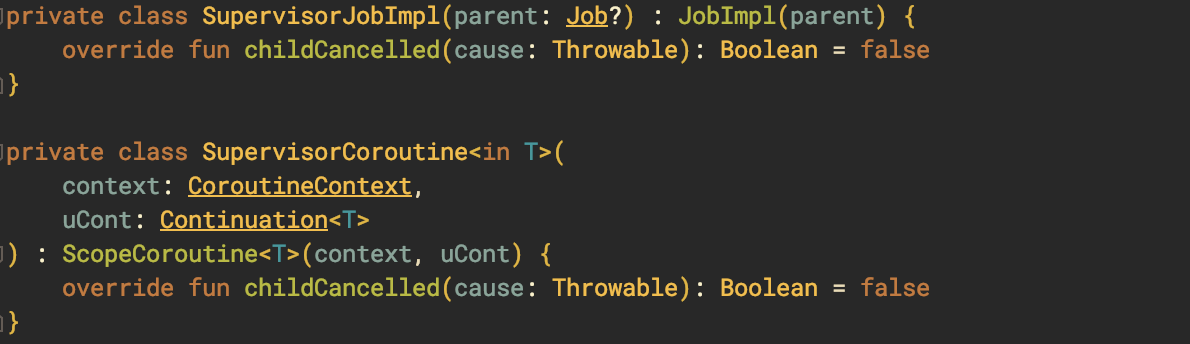 private class SupervisorJobImpl(parent: Job?) : JobImpl(parent) {
    override fun childCancelled(cause: Throwable): Boolean = false
}

private class SupervisorCoroutine<in T>(
    context: CoroutineContext,
    uCont: Continuation<T>
) : ScopeCoroutine<T>(context, uCont) {
    override fun childCancelled(cause: Throwable): Boolean = false
}